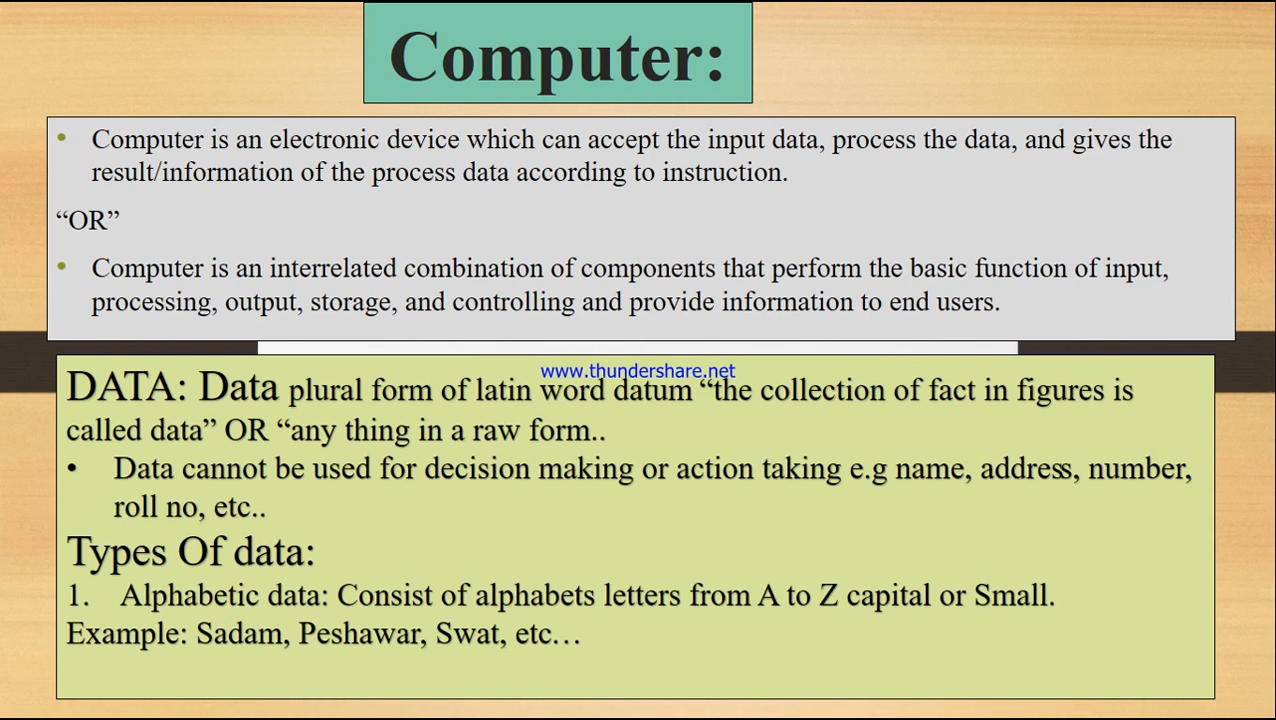 Computer:
• Computer is an electronic device which can accept the input data, process the data, and gives the
result/information of the process data according to instruction.
“OR”
• Computer is an interrelated combination of components that perform the basic function of input,
processing, output, storage, and controlling and provide information to end users.
www.thundershare.net
DATA: Data plural form of latin word datum “the collection of fact in figures is
called data” OR “any thing in a raw form..
• Data cannot be used for decision making or action taking e.g name, address, number,
roll no, etc..
Types Of data:
1. Alphabetic data: Consist of alphabets letters from A to Z capital or Small.
Example: Sadam, Peshawar, Swat, etc…